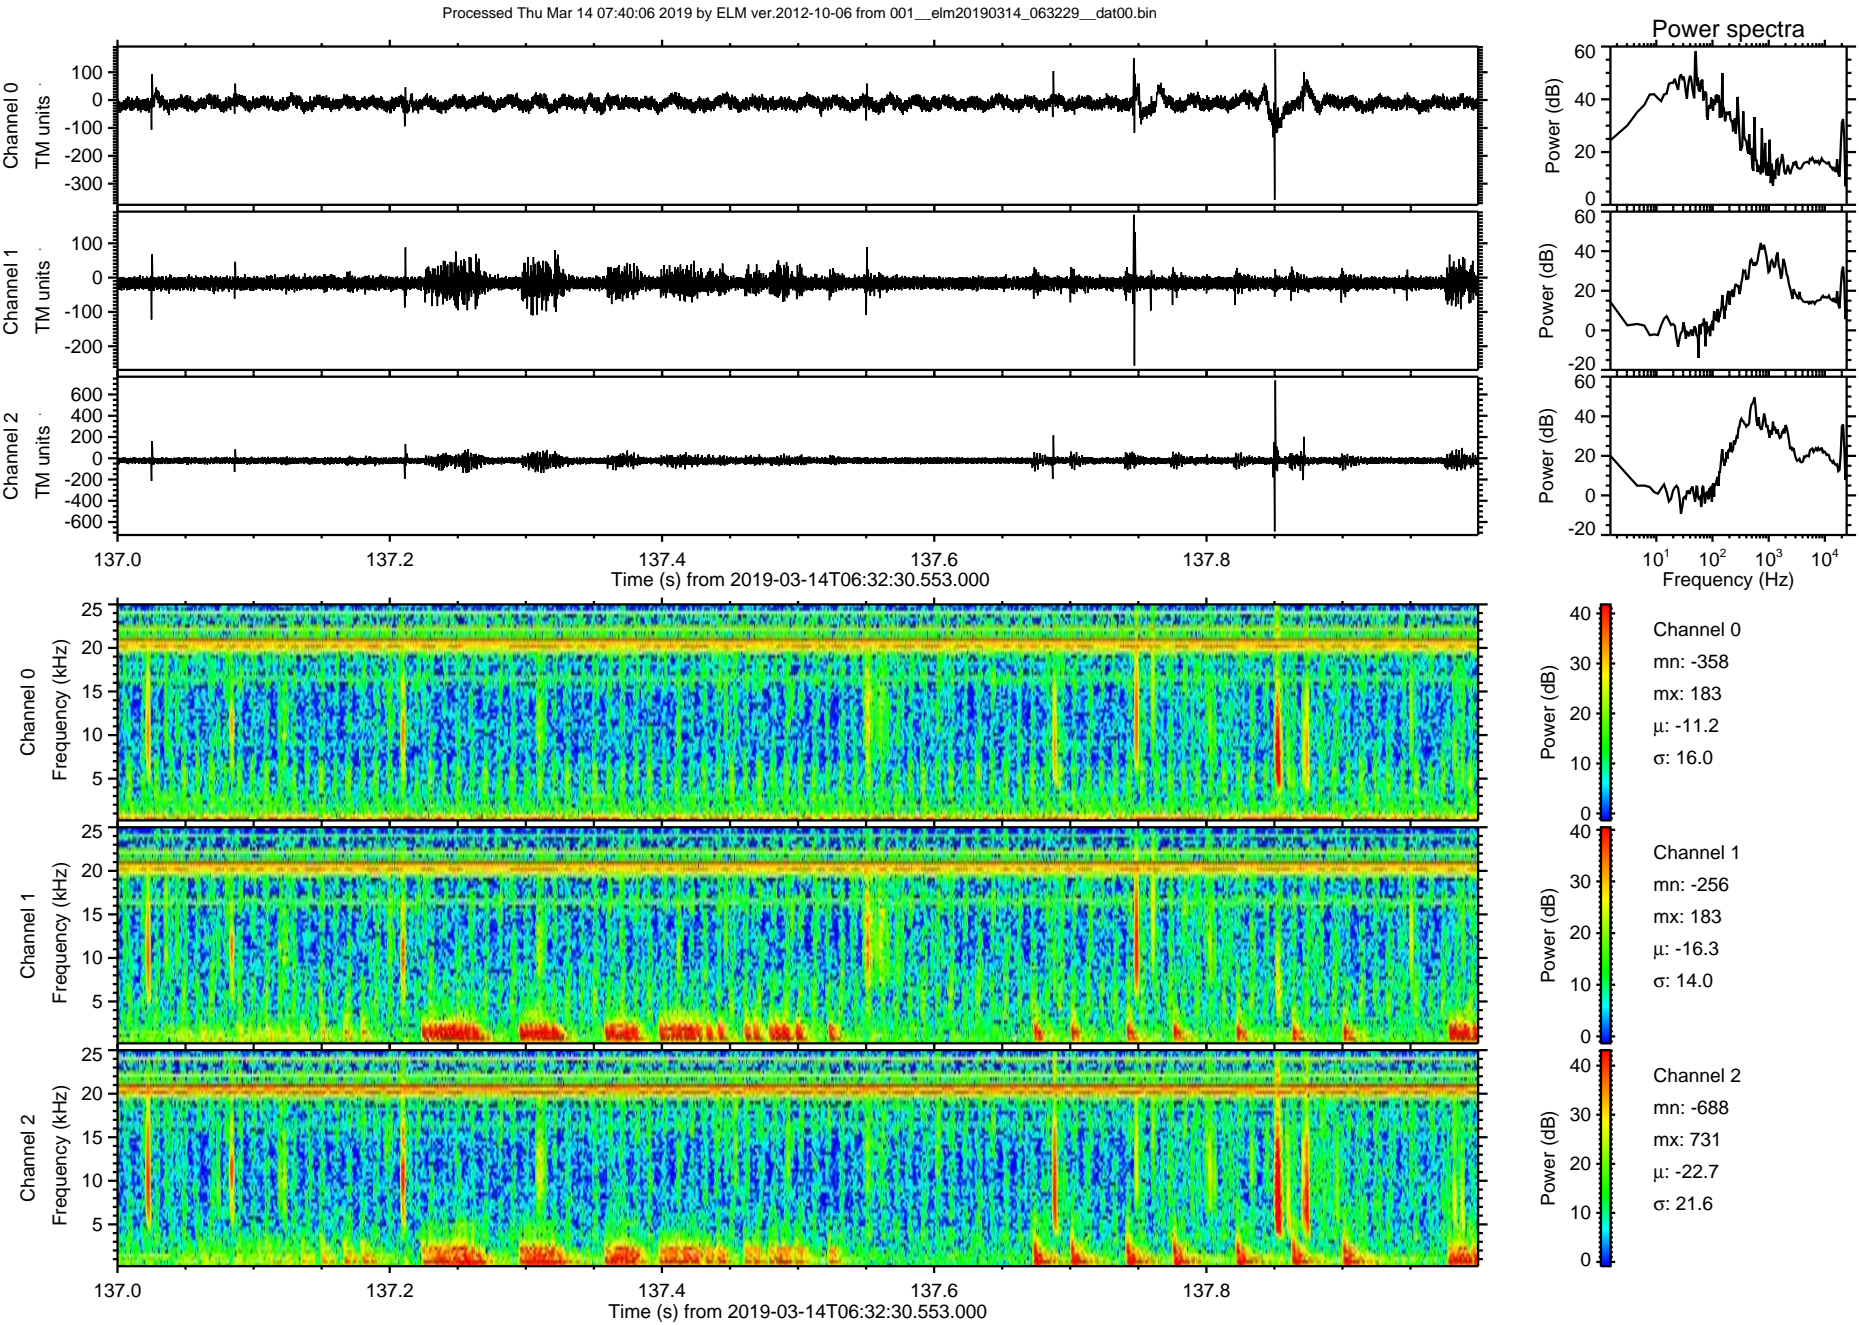 Processed Thu Mar 14 07:40:06 2019 by ELM ver.2012-10-06 from 001__elm20190314_063229__dat00.bin
Power spectra
Channel 0
TM units
100
0
-100
-200
-300
Power (dB)
60
40
20
0
Channel 1
TM units
100
0
-100
-200
Power (dB)
60
40
20
0
-20
Channel 2
TM units
600
400
200
0
-200
-400
-600
Power (dB)
60
40
20
0
-20
137.0 137.2 137.4 137.6 137.8
Time (s) from 2019-03-14T06:32:30.553.000
10¹ 10² 10³ 10⁴
Frequency (Hz)
Channel 0
Frequency (kHz)
25
20
15
10
5
Power (dB)
40
30
20
10
0
Channel 0
mn: -358
mx: 183
μ: -11.2
σ: 16.0
Channel 1
Frequency (kHz)
25
20
15
10
5
Power (dB)
40
30
20
10
0
Channel 1
mn: -256
mx: 183
μ: -16.3
σ: 14.0
Channel 2
Frequency (kHz)
25
20
15
10
5
Power (dB)
40
30
20
10
0
Channel 2
mn: -688
mx: 731
μ: -22.7
σ: 21.6
137.0 137.2 137.4 137.6 137.8
Time (s) from 2019-03-14T06:32:30.553.000